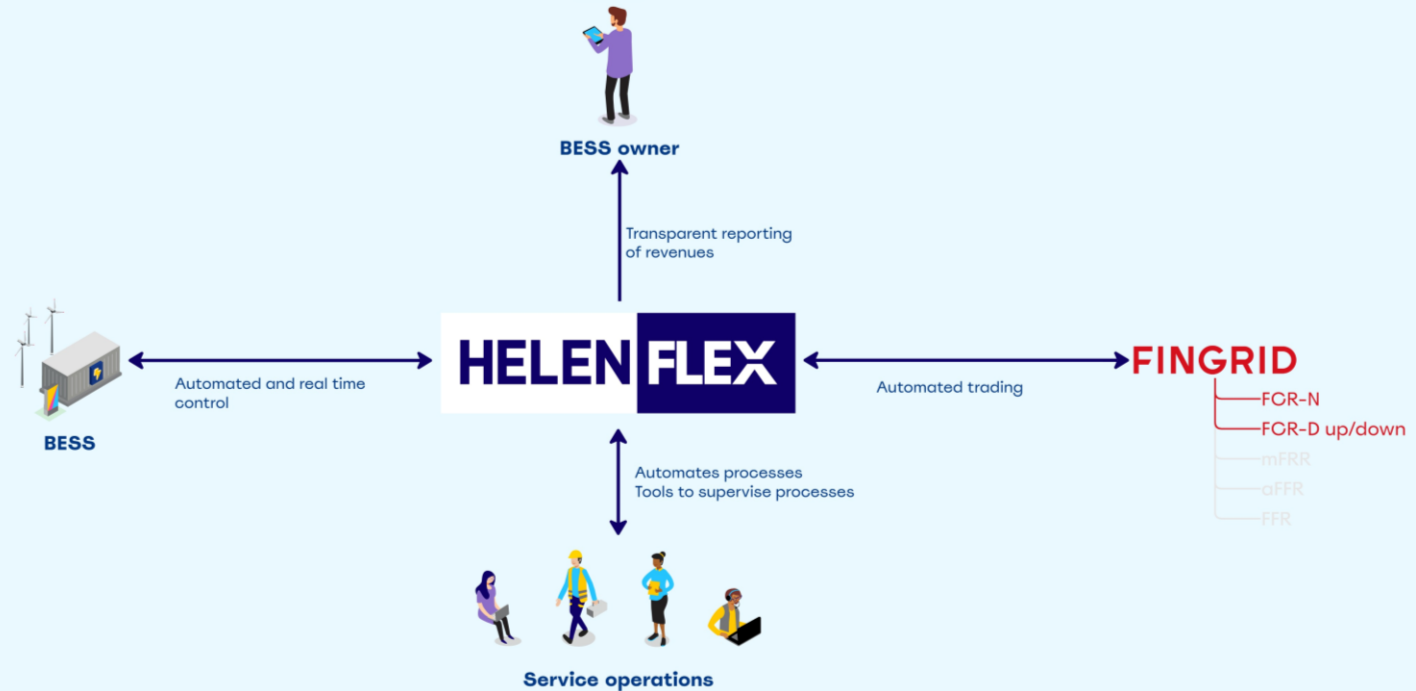 BESS owner
Transparent reporting
of revenues
HELEN FLEX
Automated and real time
control
BESS
Automated trading
FINGRID
FCR-N
FCR-D up/down
mFRR
aFFR
FFR
Automates processes
Tools to supervise processes
Service operations